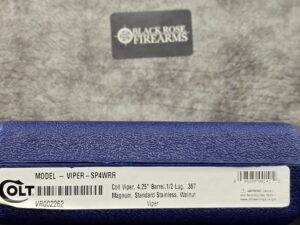 BLACK ROSE
FIREARMS
MODEL - VIPER-SP4WRR
COLT
VR002262
Colt Viper, 4.25" Barrel, 1/2 Lug, .357
Magnum, Standard Stainless, Walnut
Viper
WARNING: